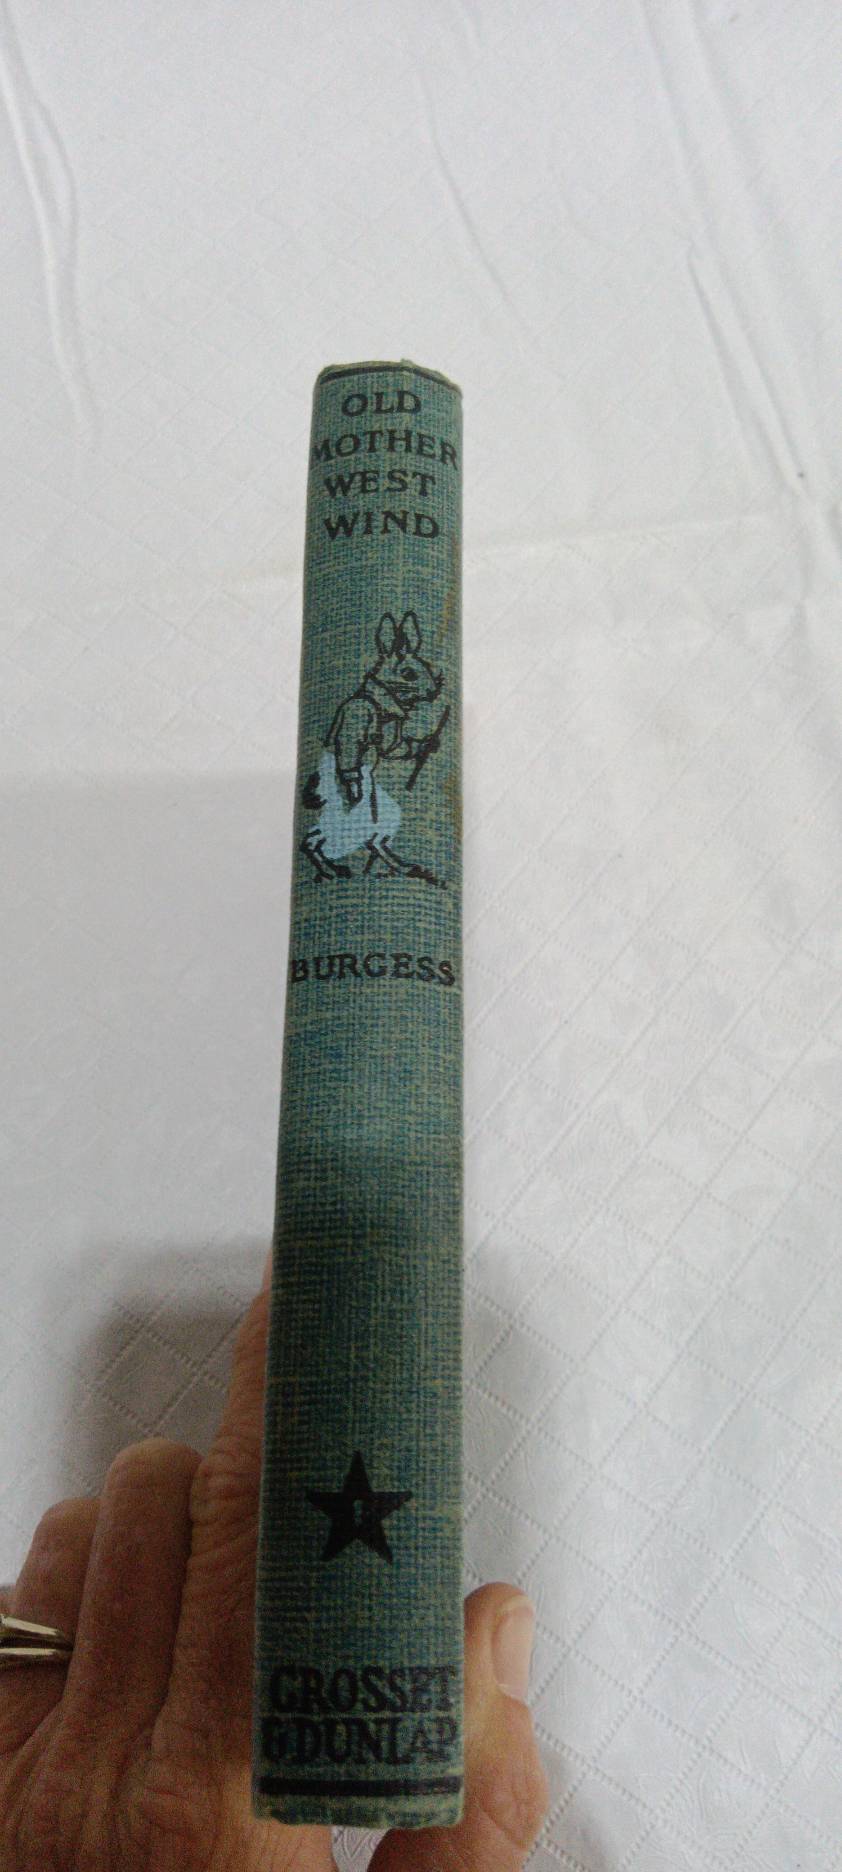 OLD
MOTHER
WEST
WIND
BURGESS
GROSSET
& DUNLAP